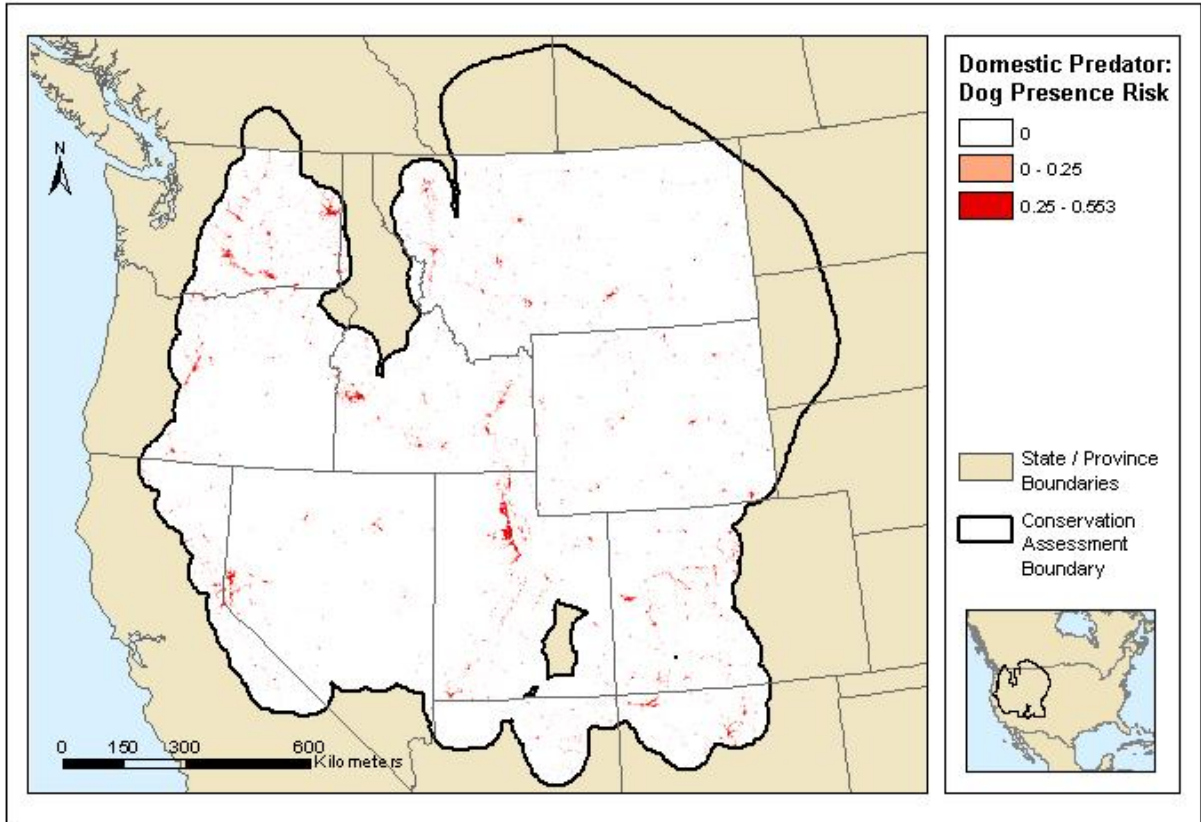 Domestic Predator:
Dog Presence Risk
0
0 - 0.25
0.25 - 0.553
State / Province
Boundaries
Conservation
Assessment
Boundary
N
0 150 300 600
Kilometers